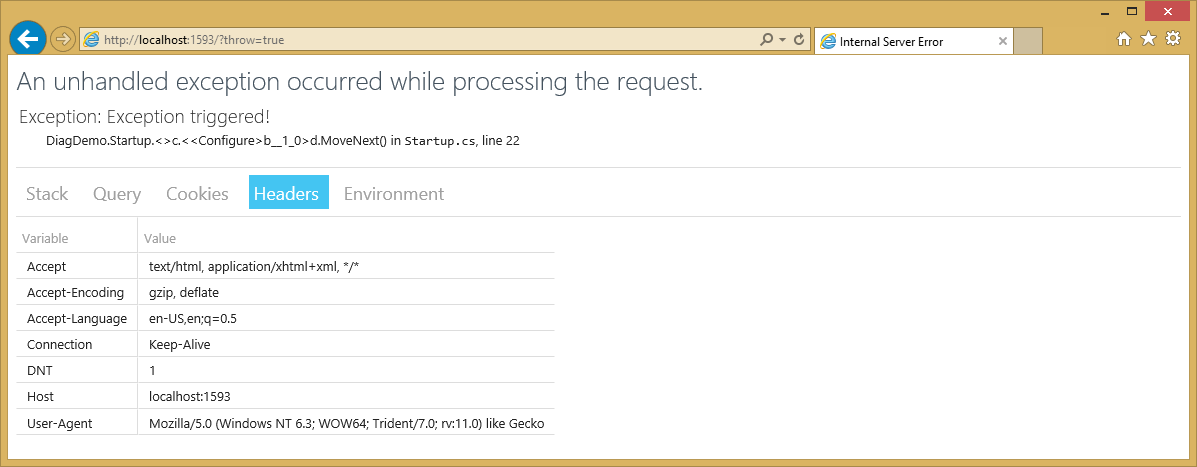 http://localhost:1593/?throw=true
Internal Server Error
An unhandled exception occurred while processing the request.
Exception: Exception triggered!
DiagDemo.Startup.<>c.<<Configure>b__1_0>d.MoveNext() in Startup.cs, line 22
Stack Query Cookies Headers Environment
Variable Value
Accept text/html, application/xhtml+xml, */*
Accept-Encoding gzip, deflate
Accept-Language en-US,en;q=0.5
Connection Keep-Alive
DNT 1
Host localhost:1593
User-Agent Mozilla/5.0 (Windows NT 6.3; WOW64; Trident/7.0; rv:11.0) like Gecko